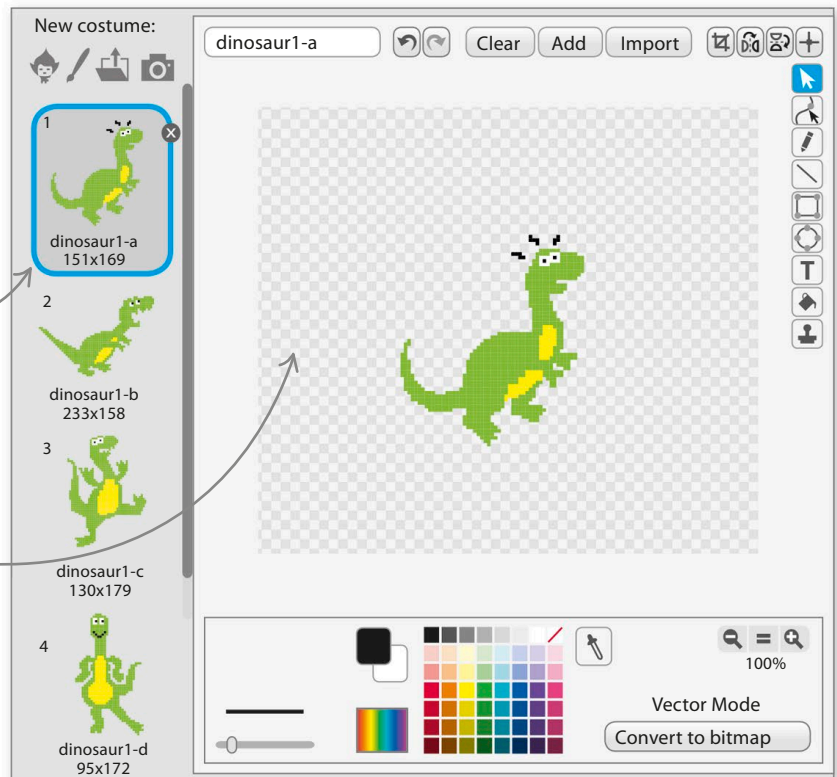 New costume:
1
dinosaur1-a
151x169
2
dinosaur1-b
233x158
3
dinosaur1-c
130x179
4
dinosaur1-d
95x172
dinosaur1-a
Clear
Add
Import
T
100%
Vector Mode
Convert to bitmap